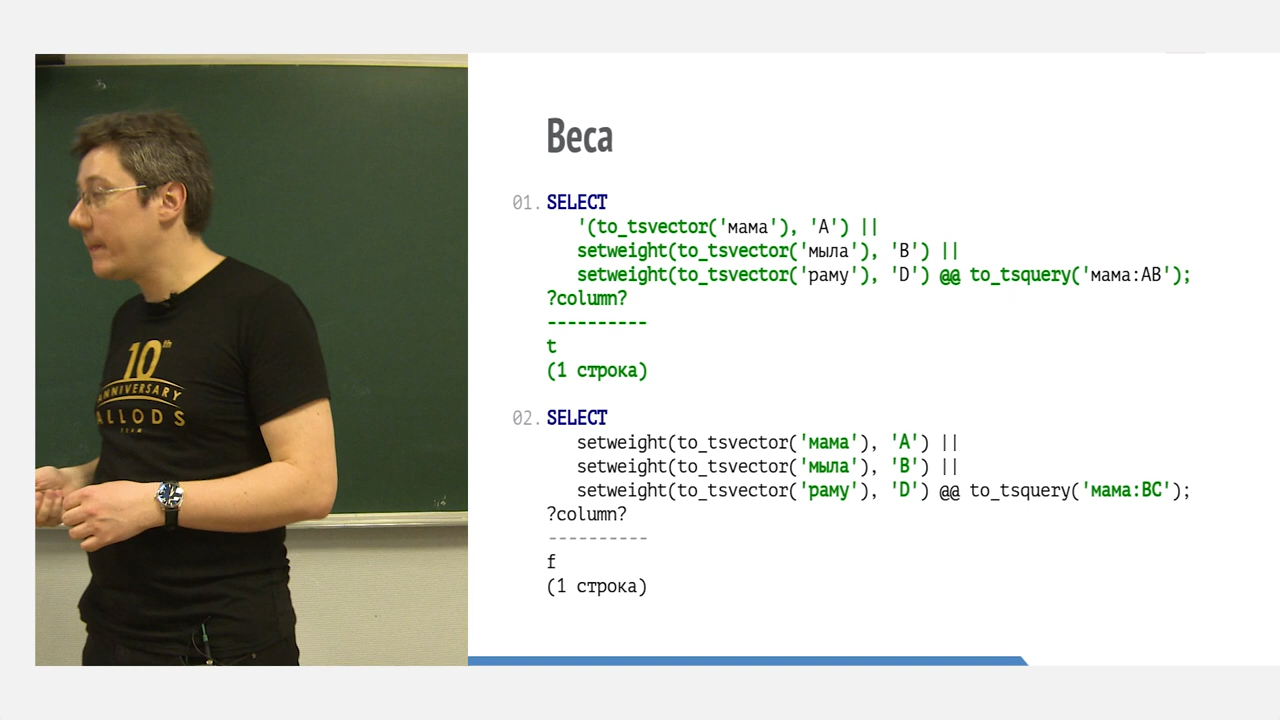 10th
ANNIVERSARY
ALLODS
TEAM
Веса
01. SELECT
'(to_tsvector('мама'), 'A') ||
setweight(to_tsvector('мыла'), 'B') ||
setweight(to_tsvector('раму'), 'D') @@ to_tsquery('мама:AB');
?column?
----------
t
(1 строка)
02. SELECT
setweight(to_tsvector('мама'), 'A') ||
setweight(to_tsvector('мыла'), 'B') ||
setweight(to_tsvector('раму'), 'D') @@ to_tsquery('мама:BC');
?column?
----------
f
(1 строка)